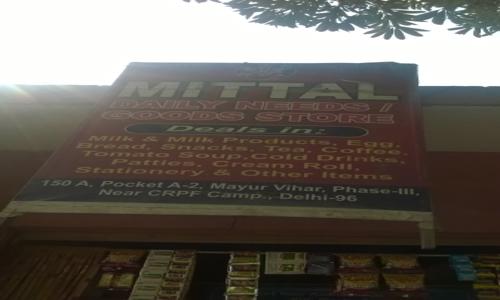 MITTAL
DAILY NEEDS /
GOODS STORE
Deals in:
Milk, Milk Products, Egg,
Bread, Snacks, Tea, Coffee,
Tomato Soup, Cold Drinks,
Patties, Cream Roll,
Stationery & Other Items
150 A, Pocket A-2, Mayur Vihar, Phase-III,
Near CRPF Camp., Delhi-96